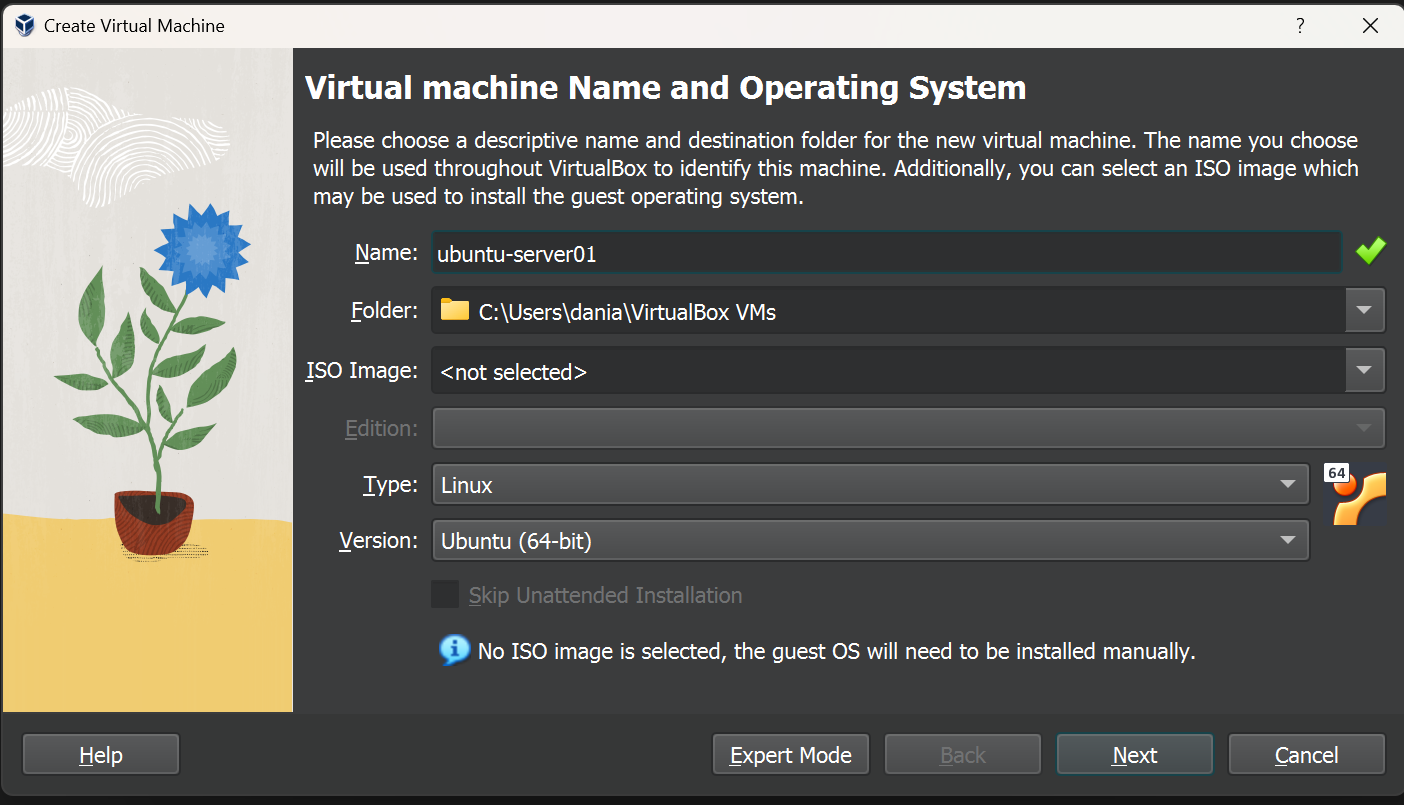 Create Virtual Machine ?
Virtual machine Name and Operating System
Please choose a descriptive name and destination folder for the new virtual machine. The name you choose
will be used throughout VirtualBox to identify this machine. Additionally, you can select an ISO image which
may be used to install the guest operating system.
Name: ubuntu-server01
Folder: C:\Users\dania\VirtualBox VMs
ISO Image: <not selected>
Edition:
Type: Linux
64
Version: Ubuntu (64-bit)
Skip Unattended Installation
No ISO image is selected, the guest OS will need to be installed manually.
Help Expert Mode Back Next Cancel